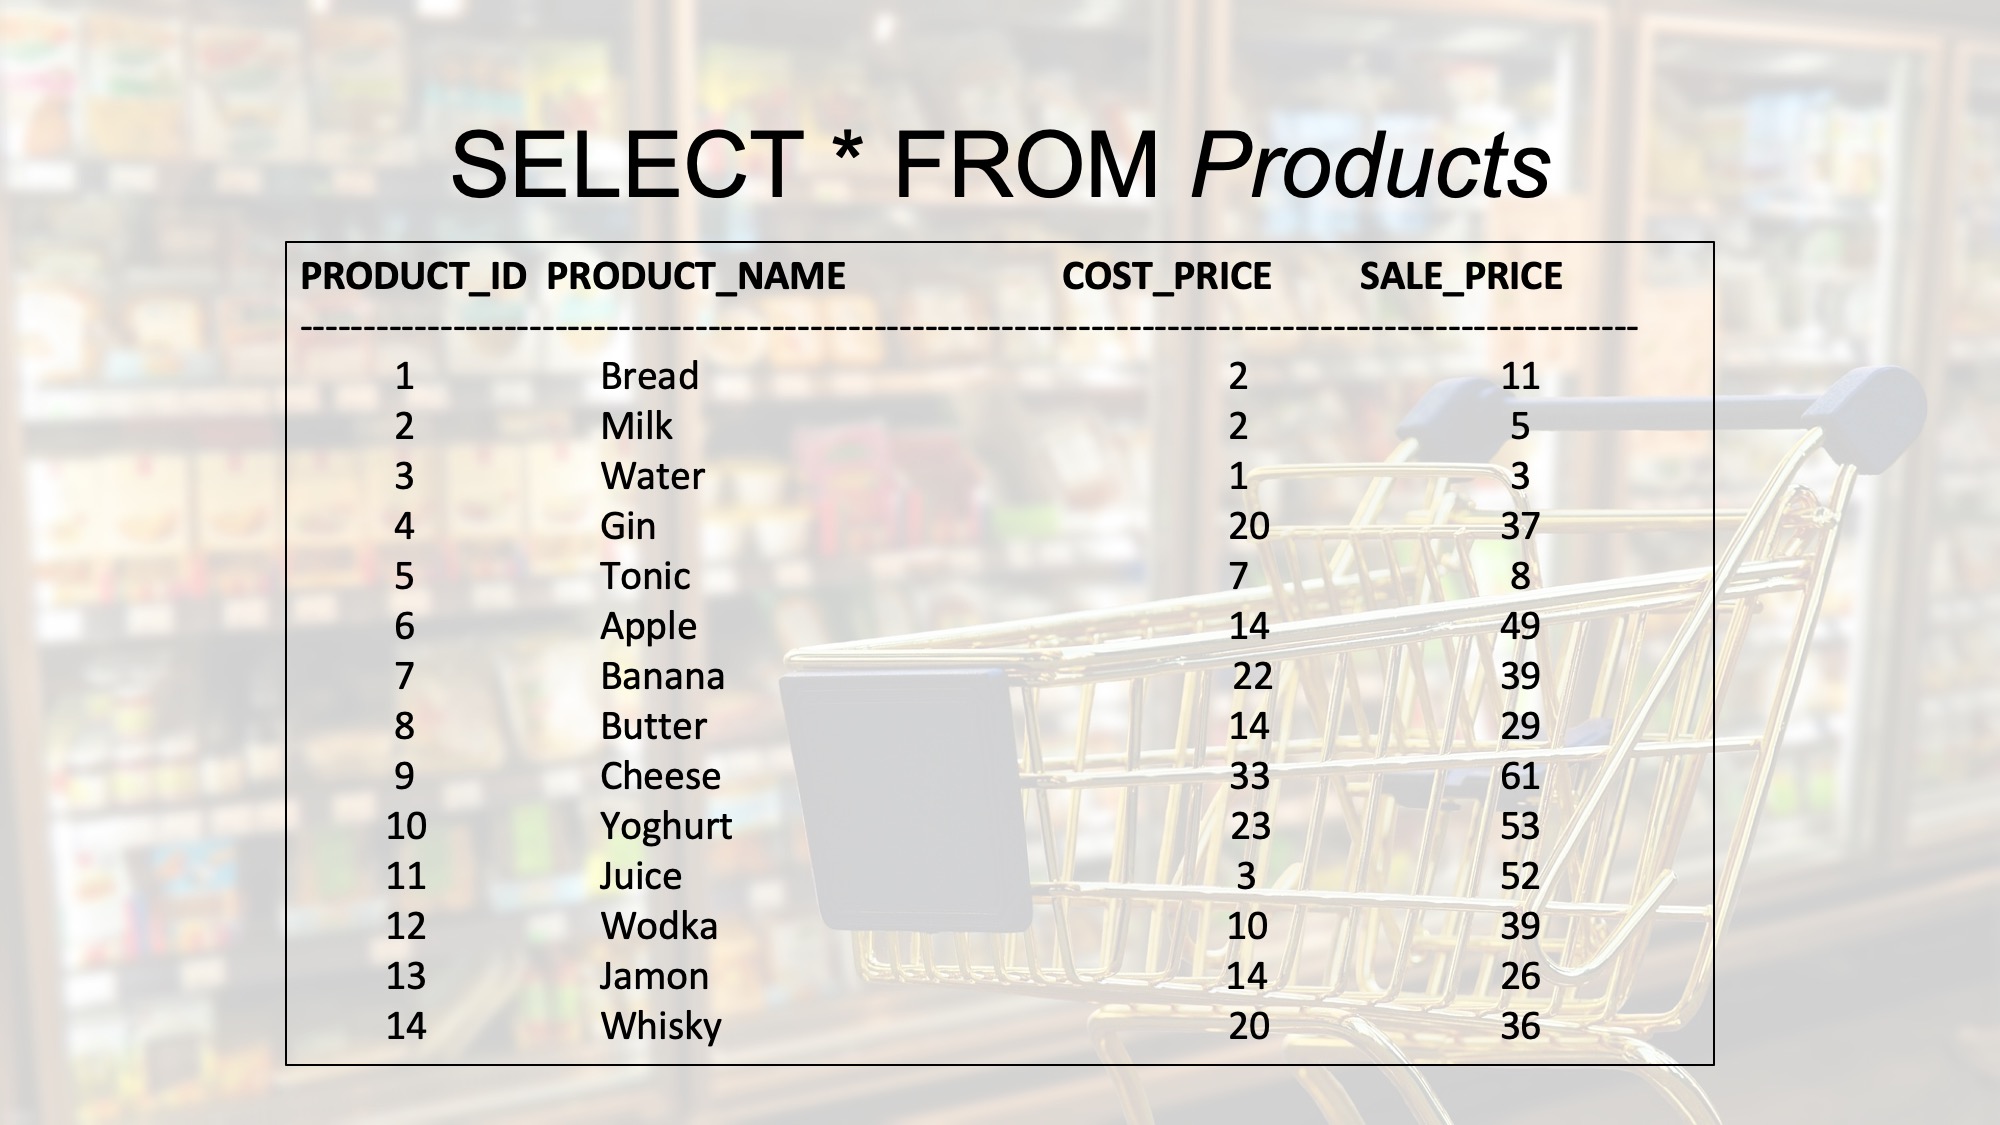 SELECT * FROM Products
PRODUCT_ID PRODUCT_NAME COST_PRICE SALE_PRICE
---------------------------------------------------------------------------------------------------------
1 Bread 2 11
2 Milk 2 5
3 Water 1 3
4 Gin 20 37
5 Tonic 7 8
6 Apple 14 49
7 Banana 22 39
8 Butter 14 29
9 Cheese 33 61
10 Yoghurt 23 53
11 Juice 3 52
12 Wodka 10 39
13 Jamon 14 26
14 Whisky 20 36